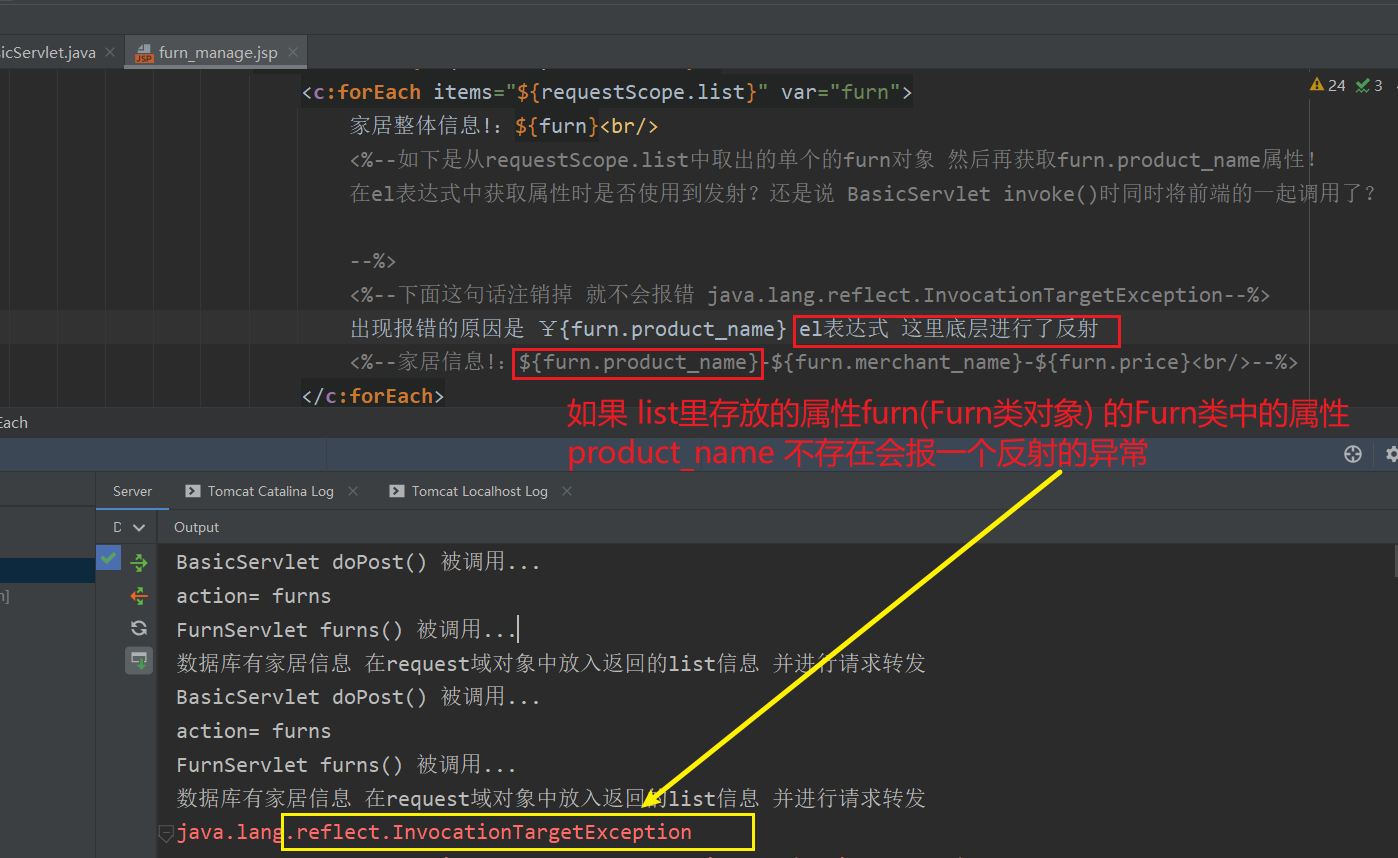 icServlet.java
furn_manage.jsp
<c:forEach items="${requestScope.list}" var="furn">
24 3
家居整体信息!: ${furn}<br/>
<%--如下是从requestScope.list中取出的单个的furn对象 然后再获取furn.product_name属性!
在el表达式中获取属性时是否使用到发射? 还是说 BasicServlet invoke()时同时将前端的一起调用了?
--%>
<%--下面这句话注销掉 就不会报错 java.lang.reflect.InvocationTargetException--%>
出现报错的原因是 ￥{furn.product_name} el表达式 这里底层进行了反射
<%--家居信息!: ${furn.product_name}-${furn.merchant_name}-${furn.price}<br/>--%>
</c:forEach>
如果 list里存放的属性furn(Furn类对象) 的Furn类中的属性
Each
product_name 不存在会报一个反射的异常
Server
Tomcat Catalina Log
Tomcat Localhost Log
D
Output
BasicServlet doPost() 被调用...
action= furns
n]
FurnServlet furns() 被调用...
数据库有家居信息 在request域对象中放入返回的list信息 并进行请求转发
BasicServlet doPost() 被调用...
action= furns
FurnServlet furns() 被调用...
数据库有家居信息 在request域对象中放入返回的list信息 并进行请求转发
java.lang.reflect.InvocationTargetException